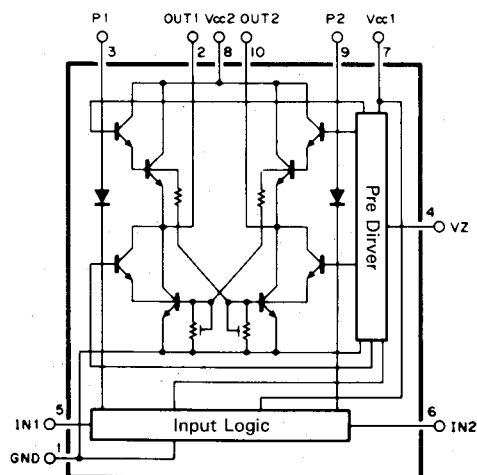 P1 OUT1 Vcc2 OUT2 P2 Vcc1
3 2 8 10 9 7
Pre Dirver
4
VZ
5
IN1
Input Logic
6
IN2
1
GND